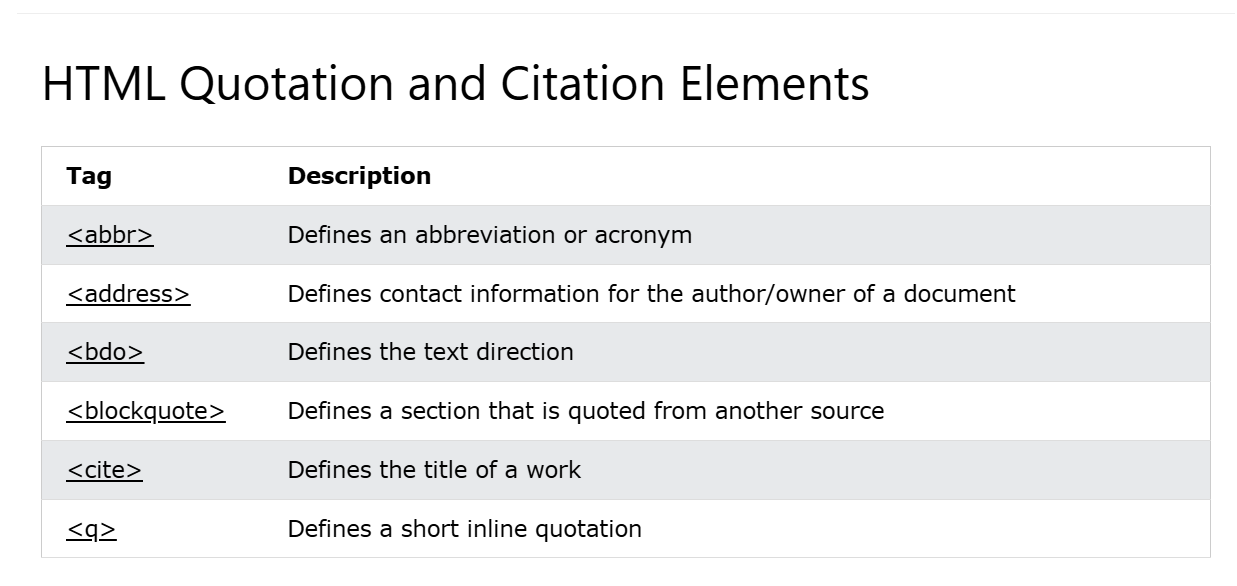 HTML Quotation and Citation Elements
Tag Description
<abbr> Defines an abbreviation or acronym
<address> Defines contact information for the author/owner of a document
<bdo> Defines the text direction
<blockquote> Defines a section that is quoted from another source
<cite> Defines the title of a work
<q> Defines a short inline quotation